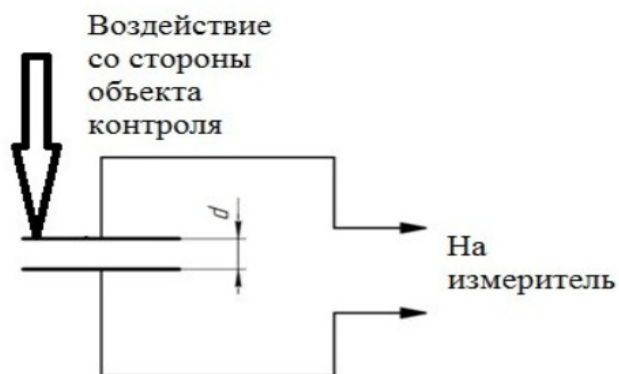 Воздействие
со стороны
объекта
контроля
d
На
измеритель